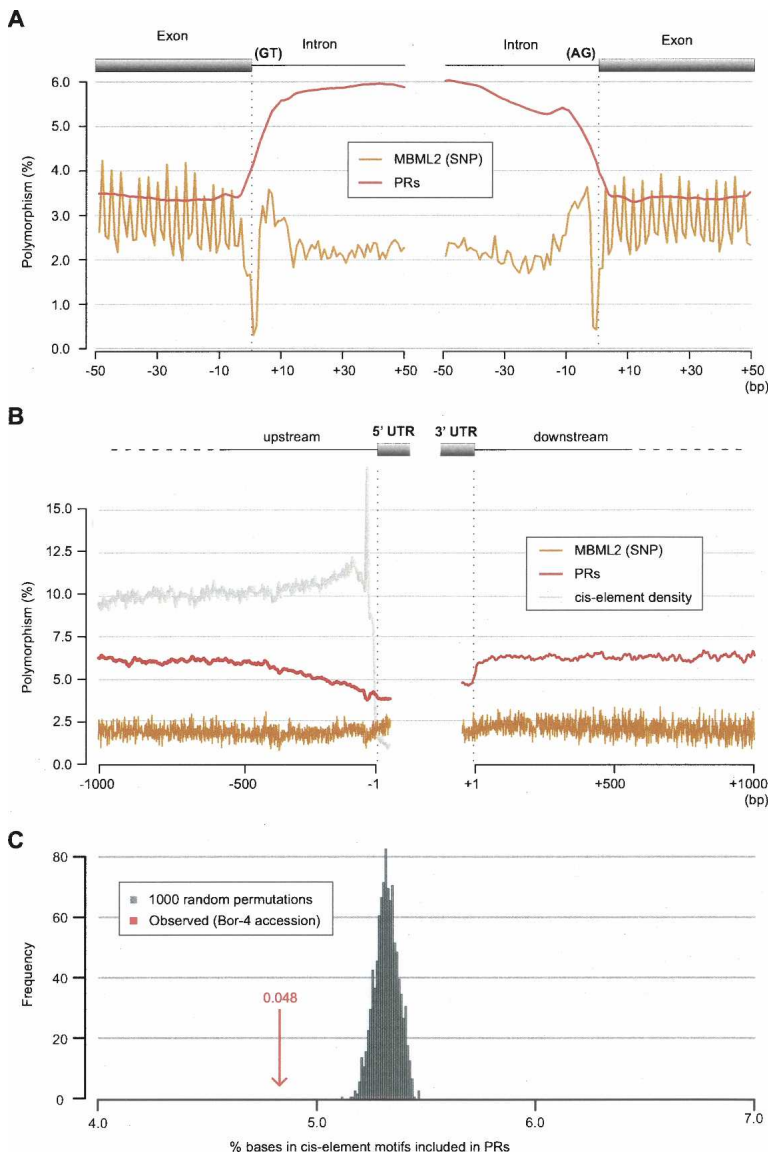 A
Exon
(GT)
Intron
Intron
(AG)
Exon
6.0
5.0
4.0
3.0
2.0
1.0
0.0
Polymorphism (%)
MBML2 (SNP)
PRs
-50
-30
-10
+10
+30
+50
-50
-30
-10
+10
+30
+50
(bp)
B
upstream
5' UTR
3' UTR
downstream
15.0
12.5
10.0
7.5
5.0
2.5
0.0
Polymorphism (%)
MBML2 (SNP)
PRs
cis-element density
-1000
-500
-1
+1
+500
+1000
(bp)
C
80
60
40
20
0
Frequency
1000 random permutations
Observed (Bor-4 accession)
0.048
4.0
5.0
6.0
7.0
% bases in cis-element motifs included in PRs